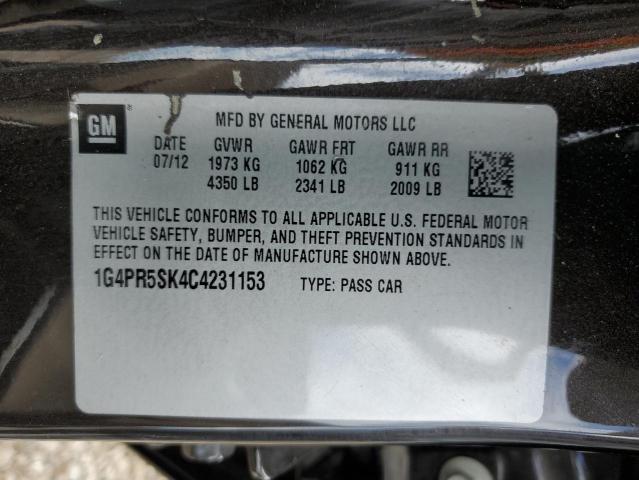 GM ® MFD BY GENERAL MOTORS LLC
DATE GVWR GAWR FRT GAWR RR
07/12 1973 KG 1062 KG 911 KG
4350 LB 2341 LB 2009 LB
THIS VEHICLE CONFORMS TO ALL APPLICABLE U.S. FEDERAL MOTOR
VEHICLE SAFETY, BUMPER, AND THEFT PREVENTION STANDARDS IN
EFFECT ON THE DATE OF MANUFACTURE SHOWN ABOVE.
1G4PR5SK4C4231153 TYPE: PASS CAR